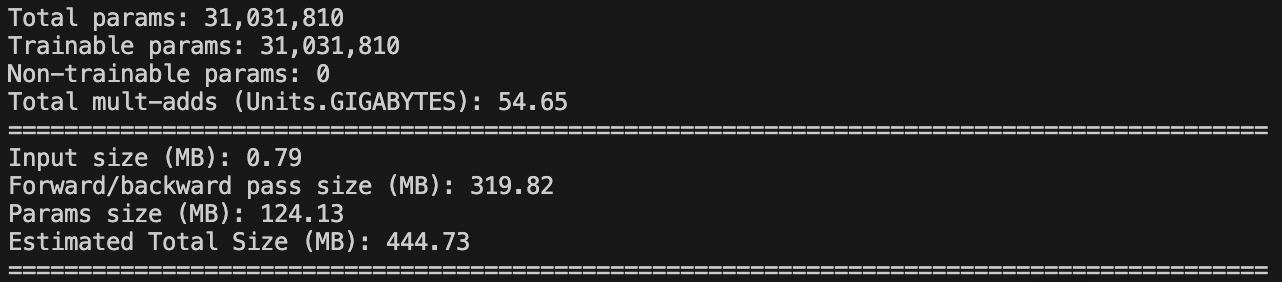 Total params: 31,031,810
Trainable params: 31,031,810
Non-trainable params: 0
Total mult-adds (Units.GIGABYTES): 54.65
==========================================================================================
Input size (MB): 0.79
Forward/backward pass size (MB): 319.82
Params size (MB): 124.13
Estimated Total Size (MB): 444.73
==========================================================================================